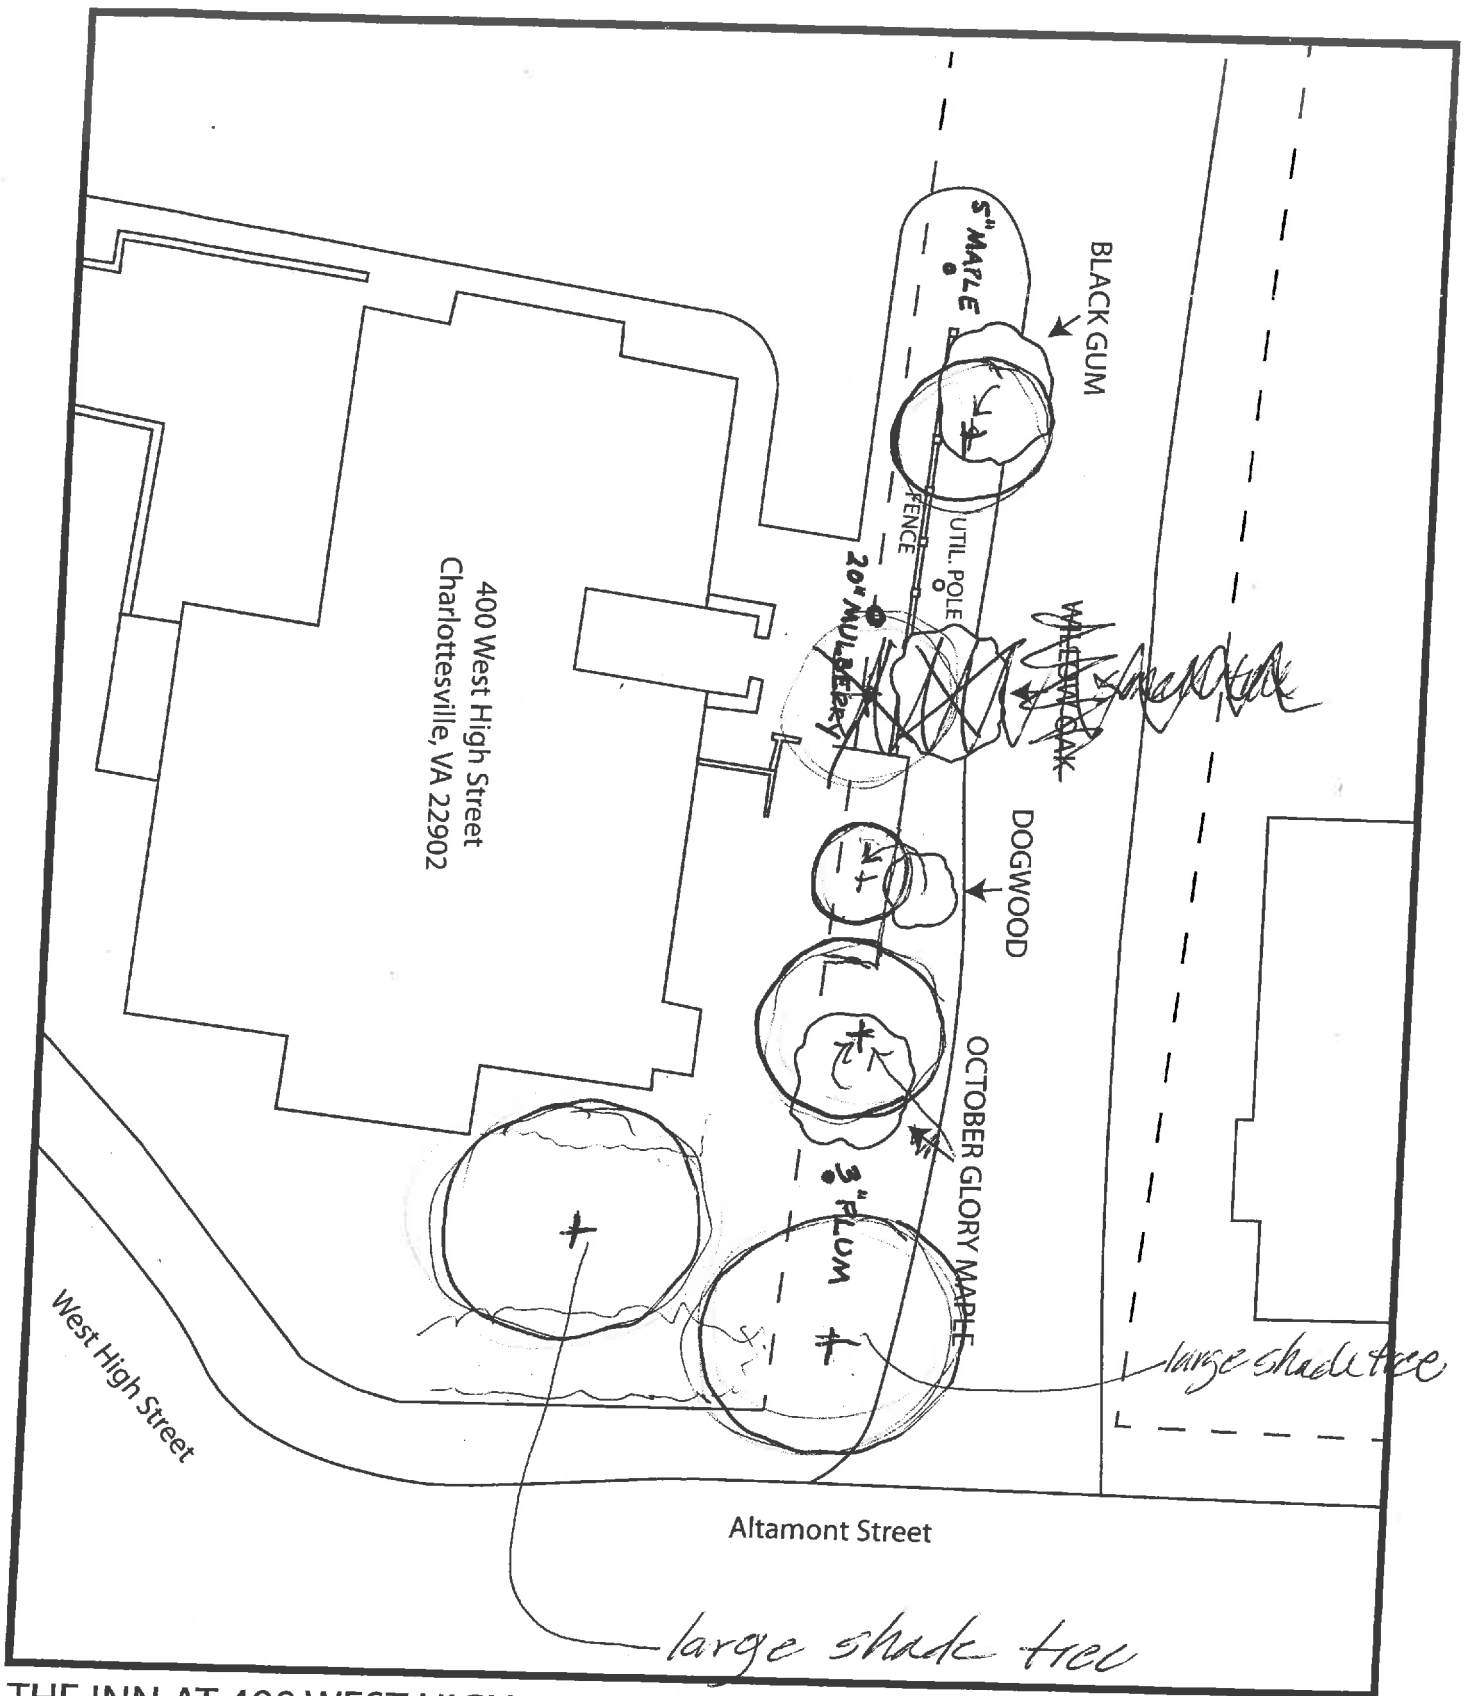 5" MAPLE
BLACK GUM
FENCE
UTIL. POLE
20" MULBERRY
WILLOW OAK
400 West High Street
Charlottesville, VA 22902
DOGWOOD
OCTOBER GLORY MAPLE
3" PLUM
large shade tree
West High Street
Altamont Street
large shade tree